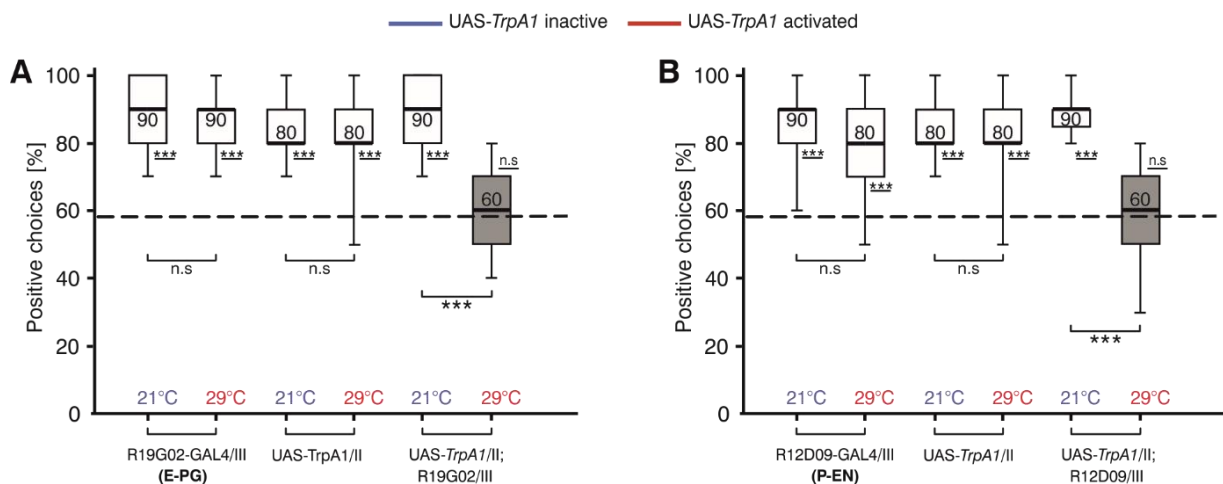 UAS-TrpA1 inactive UAS-TrpA1 activated
A
Positive choices [%]
100
80
60
40
20
0
90 90 80 80 90 60
*** *** *** *** *** n.s
n.s n.s ***
21°C 29°C 21°C 29°C 21°C 29°C
R19G02-GAL4/III UAS-TrpA1/II UAS-TrpA1/II;
(E-PG) R19G02/III
B
Positive choices [%]
100
80
60
40
20
0
90 80 80 80 90 60
*** *** *** *** *** n.s
n.s n.s ***
21°C 29°C 21°C 29°C 21°C 29°C
R12D09-GAL4/III UAS-TrpA1/II UAS-TrpA1/II;
(P-EN) R12D09/III